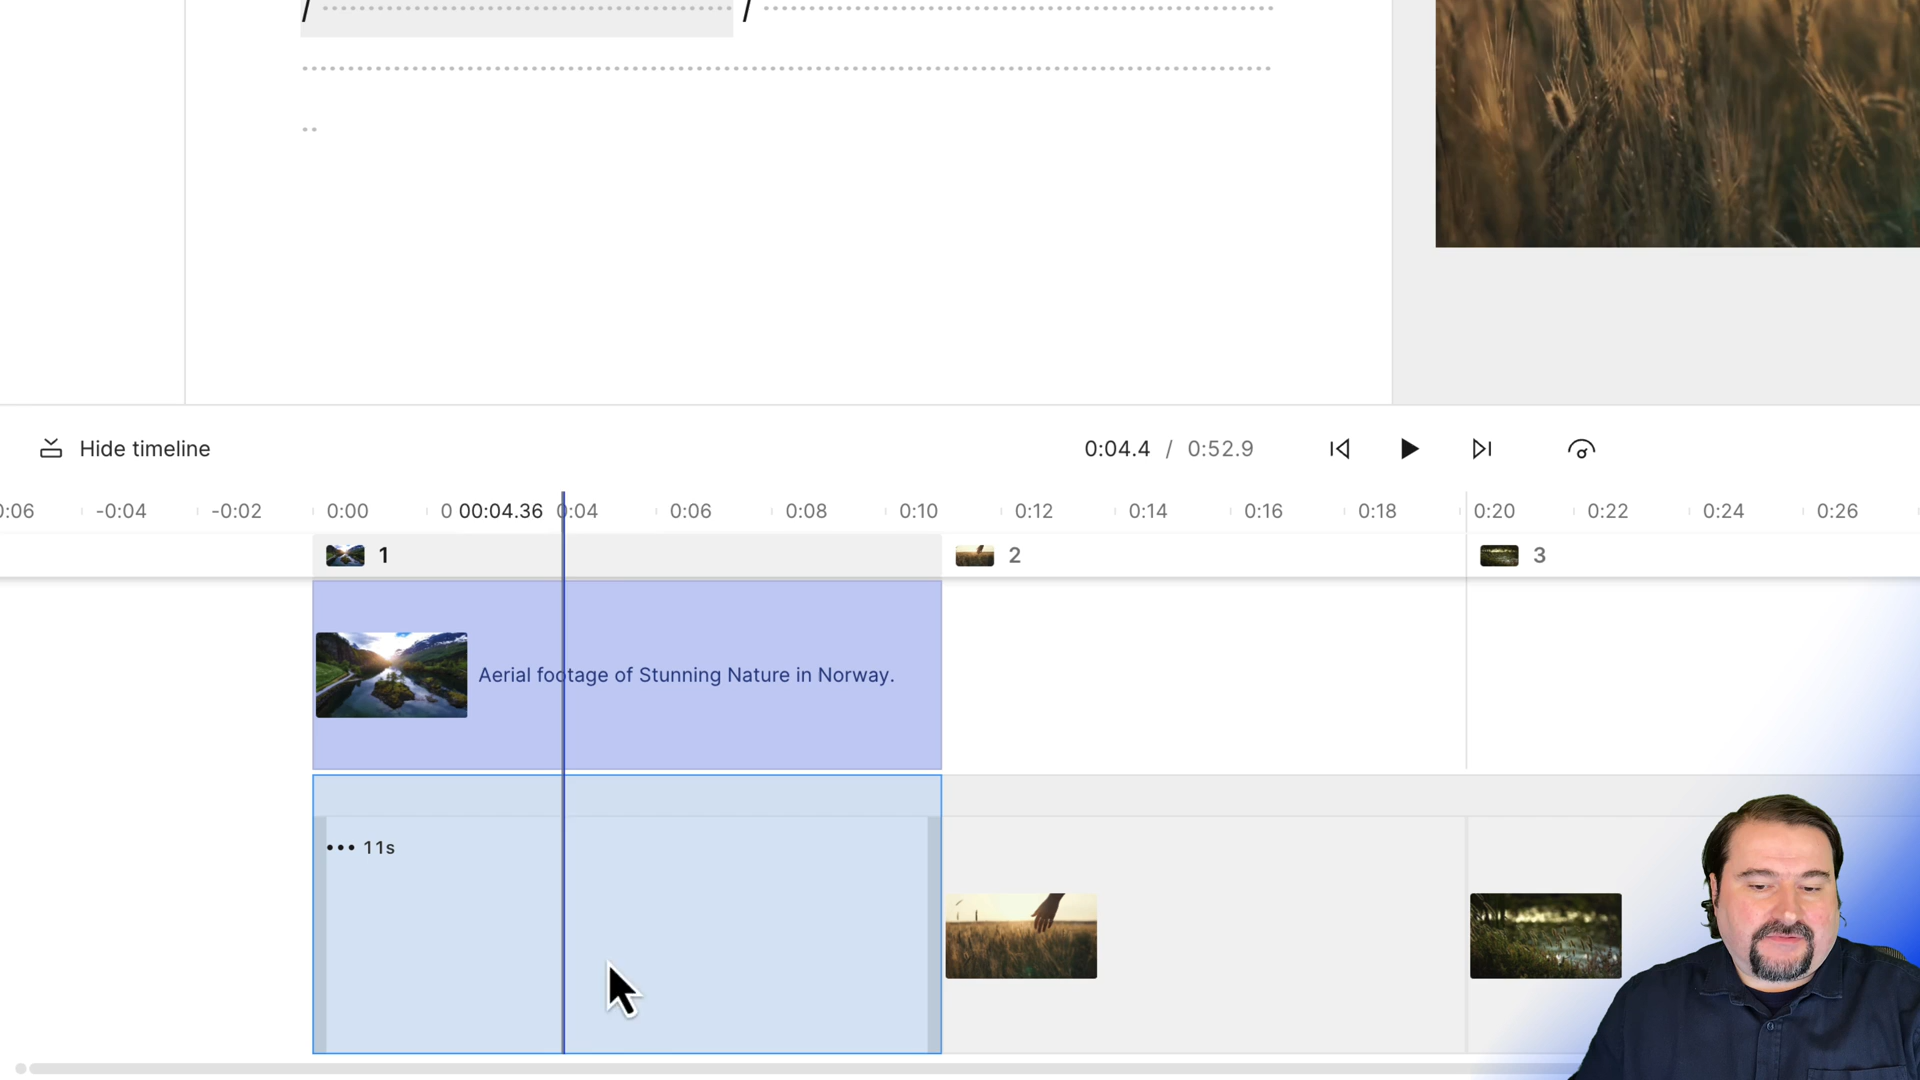 / /
Hide timeline
0:04.4 / 0:52.9
0:06 -0:04 -0:02 0:00 0 00:04.36 0:04 0:06 0:08 0:10 0:12 0:14 0:16 0:18 0:20 0:22 0:24 0:26
1 2 3
Aerial footage of Stunning Nature in Norway.
••• 11s